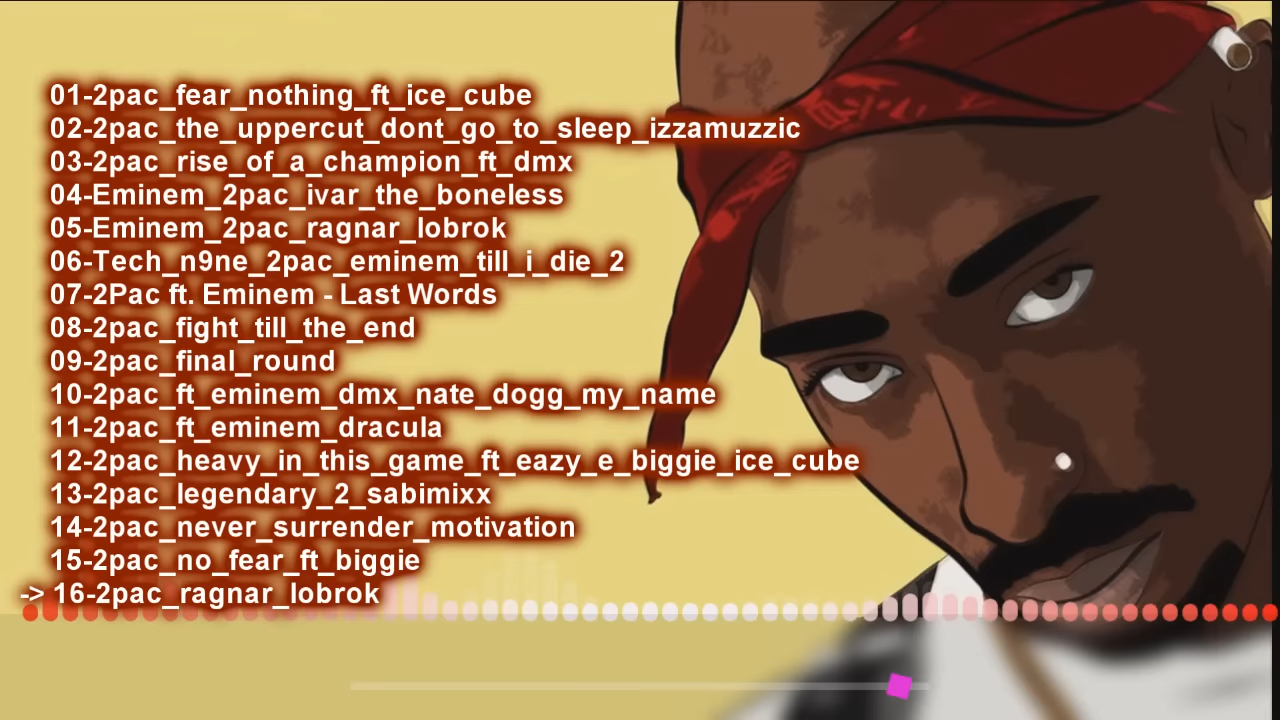 01-2pac_fear_nothing_ft_ice_cube
02-2pac_the_uppercut_dont_go_to_sleep_izzamuzzic
03-2pac_rise_of_a_champion_ft_dmx
04-Eminem_2pac_ivar_the_boneless
05-Eminem_2pac_ragnar_lobrok
06-Tech_n9ne_2pac_eminem_till_i_die_2
07-2Pac ft. Eminem - Last Words
08-2pac_fight_till_the_end
09-2pac_final_round
10-2pac_ft_eminem_dmx_nate_dogg_my_name
11-2pac_ft_eminem_dracula
12-2pac_heavy_in_this_game_ft_eazy_e_biggie_ice_cube
13-2pac_legendary_2_sabimixx
14-2pac_never_surrender_motivation
15-2pac_no_fear_ft_biggie
-> 16-2pac_ragnar_lobrok